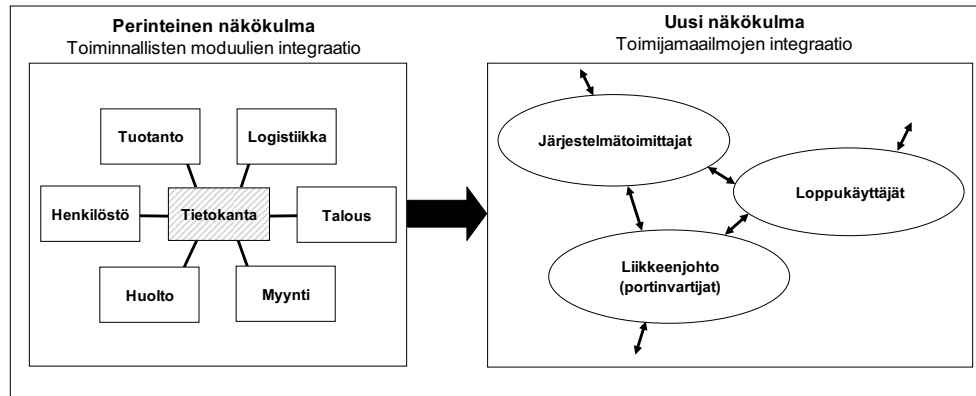 Perinteinen näkökulma
Toiminnallisten moduulien integraatio
Tuotanto
Logistiikka
Henkilöstö
Tietokanta
Talous
Huolto
Myynti
Uusi näkökulma
Toimijamaailmojen integraatio
Järjestelmätoimittajat
Loppukäyttäjät
Liikkeenjohto
(portinvartijat)